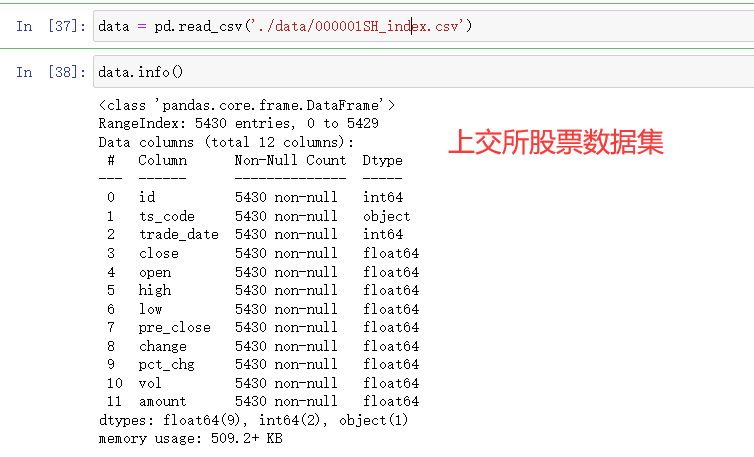 In [37]: data = pd.read_csv('./data/000001SH_index.csv')
In [38]: data.info()
<class 'pandas.core.frame.DataFrame'>
RangeIndex: 5430 entries, 0 to 5429
Data columns (total 12 columns):
上交所股票数据集
 #   Column      Non-Null Count  Dtype
---  ------      --------------  -----
 0   id          5430 non-null   int64
 1   ts_code     5430 non-null   object
 2   trade_date  5430 non-null   int64
 3   close       5430 non-null   float64
 4   open        5430 non-null   float64
 5   high        5430 non-null   float64
 6   low         5430 non-null   float64
 7   pre_close   5430 non-null   float64
 8   change      5430 non-null   float64
 9   pct_chg     5430 non-null   float64
 10  vol         5430 non-null   float64
 11  amount      5430 non-null   float64
dtypes: float64(9), int64(2), object(1)
memory usage: 509.2+ KB